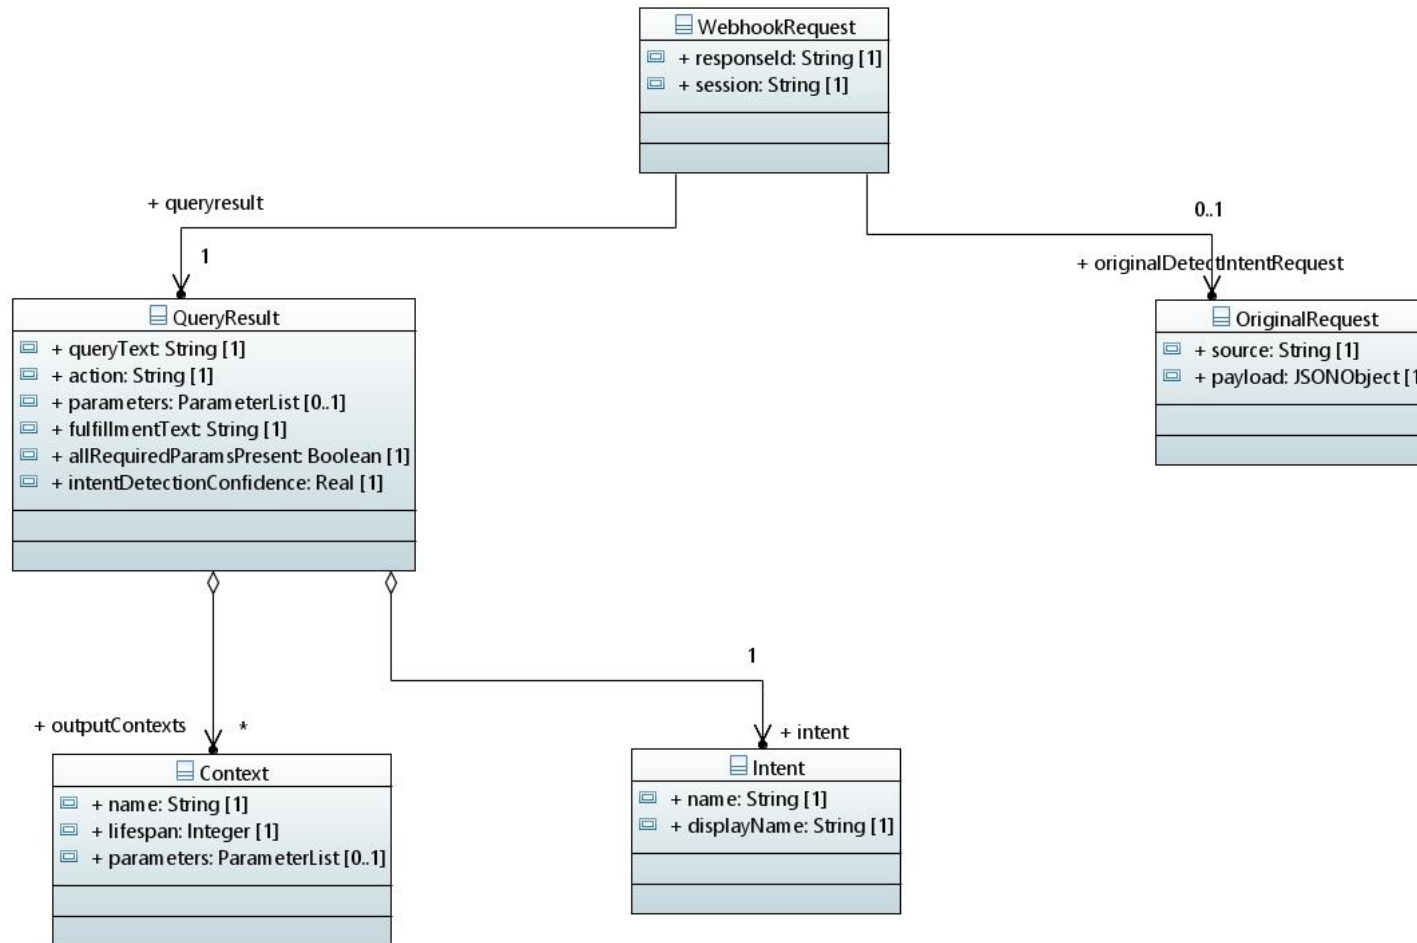 WebhookRequest
+ responseId: String [1]
+ session: String [1]
+ queryresult
1
0..1
+ originalDetectIntentRequest
QueryResult
+ queryText: String [1]
+ action: String [1]
+ parameters: ParameterList [0..1]
+ fulfillmentText: String [1]
+ allRequiredParamsPresent: Boolean [1]
+ intentDetectionConfidence: Real [1]
OriginalRequest
+ source: String [1]
+ payload: JSONObject [1
+ outputContexts
*
1
+ intent
Context
+ name: String [1]
+ lifespan: Integer [1]
+ parameters: ParameterList [0..1]
Intent
+ name: String [1]
+ displayName: String [1]